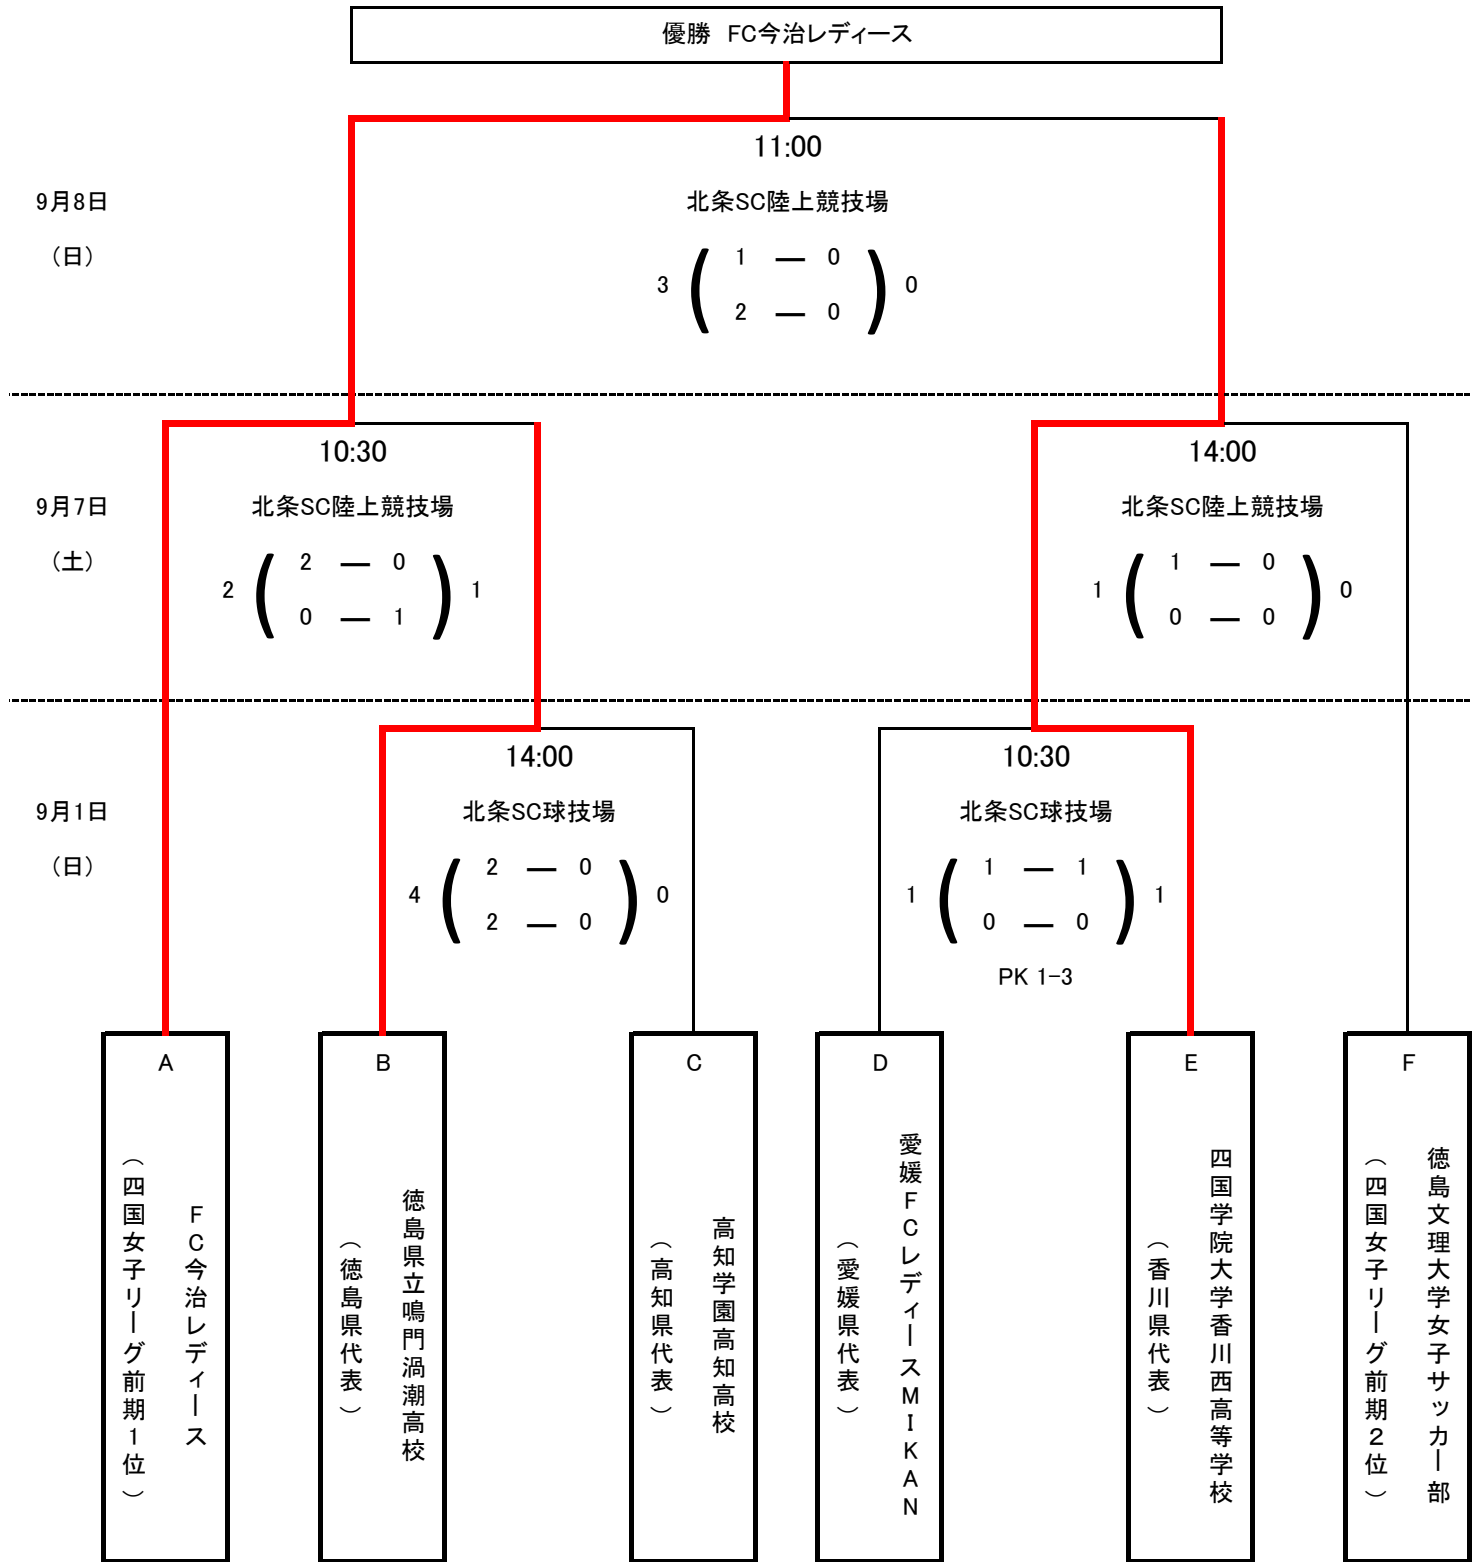 優勝 FC今治レディース
11:00
9月8日
北条SC陸上競技場
（日）
1 ― 0
3 ( ) 0
2 ― 0
10:30
14:00
9月7日
北条SC陸上競技場
北条SC陸上競技場
（土）
2 ― 0
1 ― 0
2 ( ) 1
1 ( ) 0
0 ― 1
0 ― 0
14:00
10:30
9月1日
北条SC球技場
北条SC球技場
（日）
2 ― 0
1 ― 1
4 ( ) 0
1 ( ) 1
2 ― 0
0 ― 0
PK 1-3
A
FC今治レディース
（四国女子リーグ前期1位）
B
徳島県立鳴門渦潮高校
（徳島県代表）
C
高知学園高知高校
（高知県代表）
D
愛媛FCレディースMIKAN
（愛媛県代表）
E
四国学院大学香川西高等学校
（香川県代表）
F
徳島文理大学女子サッカー部
（四国女子リーグ前期2位）